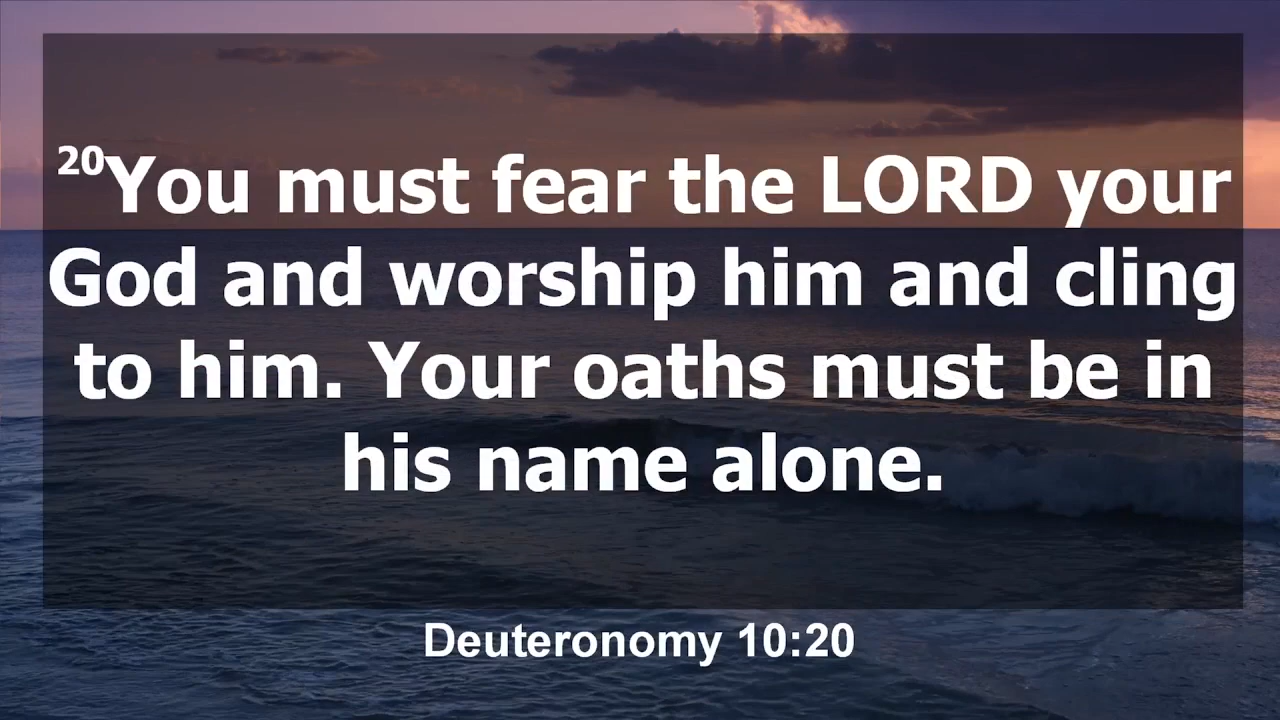 20You must fear the LORD your
God and worship him and cling
to him. Your oaths must be in
his name alone.
Deuteronomy 10:20